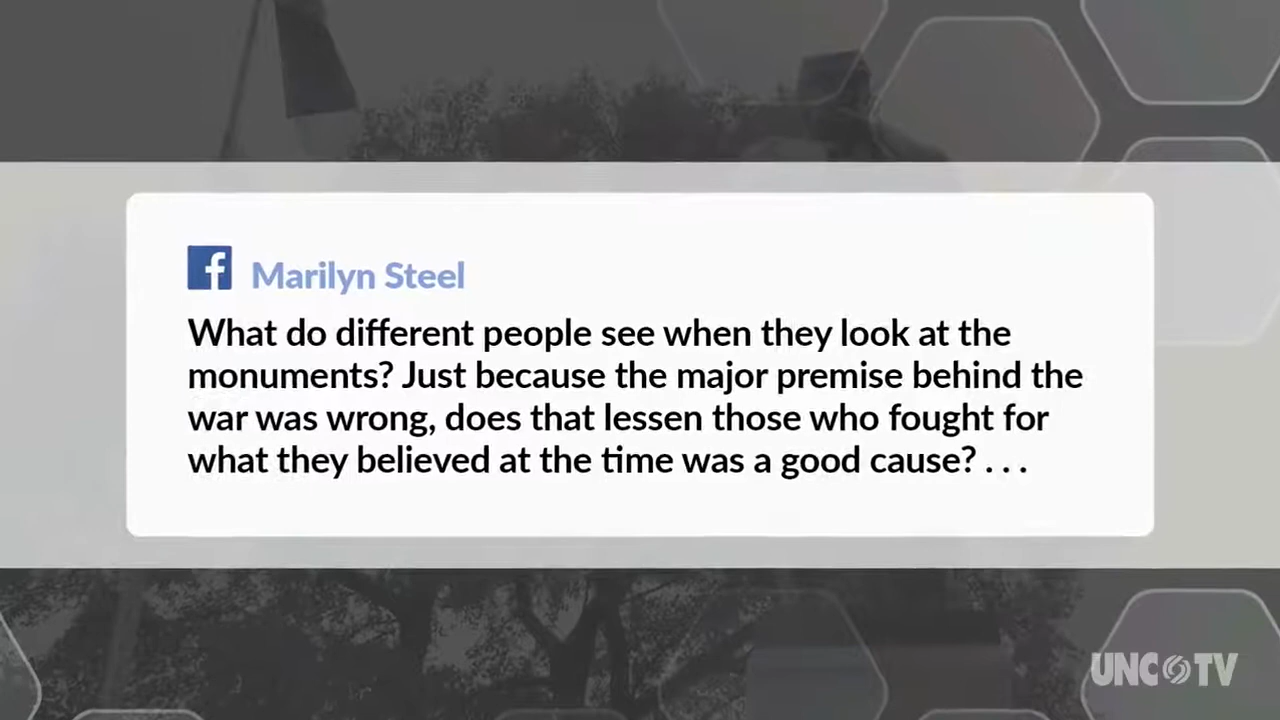 Marilyn Steel
What do different people see when they look at the
monuments? Just because the major premise behind the
war was wrong, does that lessen those who fought for
what they believed at the time was a good cause? . . .
UNC TV